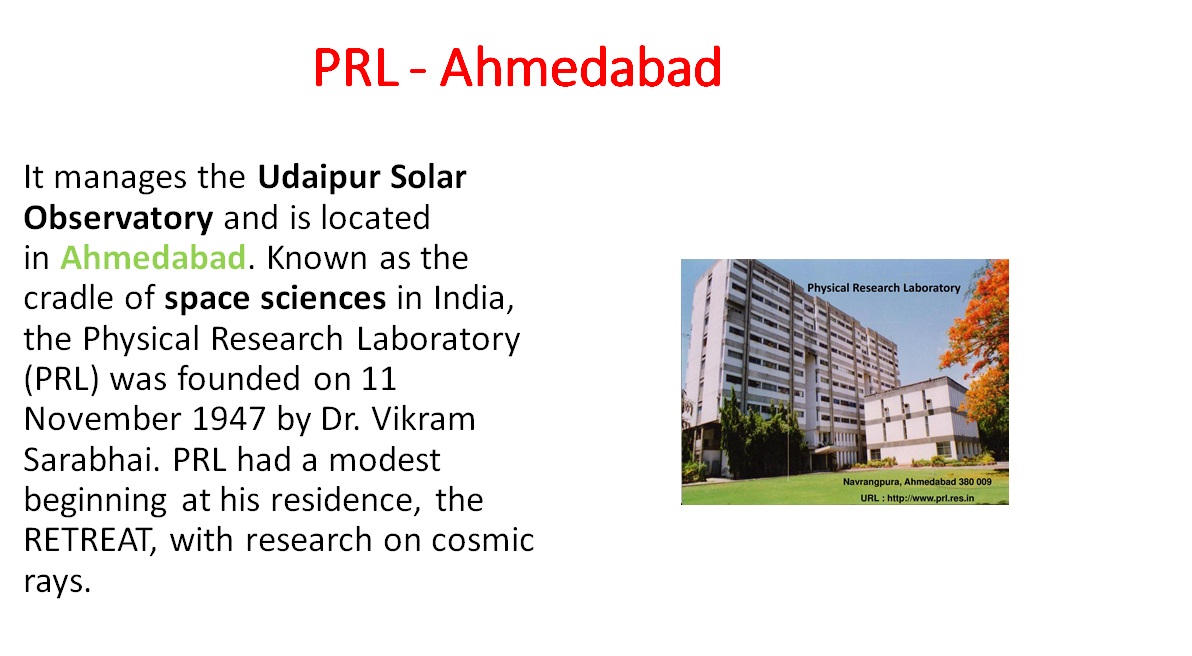 PRL - Ahmedabad
It manages the Udaipur Solar
Observatory and is located
in Ahmedabad. Known as the
cradle of space sciences in India,
the Physical Research Laboratory
(PRL) was founded on 11
November 1947 by Dr. Vikram
Sarabhai. PRL had a modest
beginning at his residence, the
RETREAT, with research on cosmic
rays.
Physical Research Laboratory
Navrangpura, Ahmedabad 380 009
URL : http://www.prl.res.in